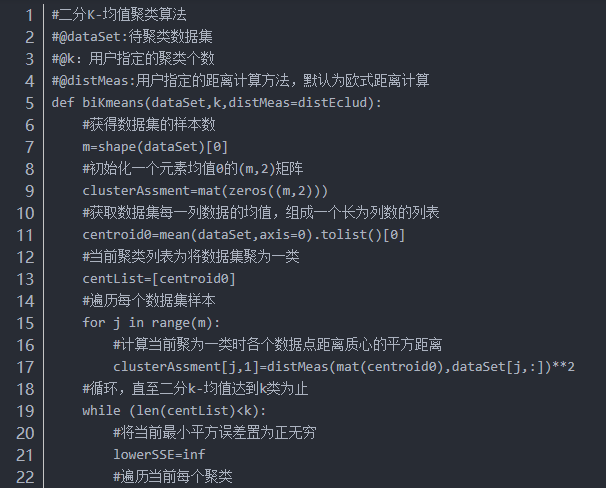 1 #二分K-均值聚类算法
2 #@dataSet:待聚类数据集
3 #@k：用户指定的聚类个数
4 #@distMeas:用户指定的距离计算方法，默认为欧式距离计算
5 def biKmeans(dataSet,k,distMeas=distEclud):
6 #获得数据集的样本数
7 m=shape(dataSet)[0]
8 #初始化一个元素均值0的(m,2)矩阵
9 clusterAssment=mat(zeros((m,2)))
10 #获取数据集每一列数据的均值，组成一个长为列数的列表
11 centroid0=mean(dataSet,axis=0).tolist()[0]
12 #当前聚类列表为将数据集聚为一类
13 centList=[centroid0]
14 #遍历每个数据集样本
15 for j in range(m):
16 #计算当前聚为一类时各个数据点距离质心的平方距离
17 clusterAssment[j,1]=distMeas(mat(centroid0),dataSet[j,:])**2
18 #循环，直至二分k-均值达到k类为止
19 while (len(centList)<k):
20 #将当前最小平方误差置为正无穷
21 lowerSSE=inf
22 #遍历当前每个聚类